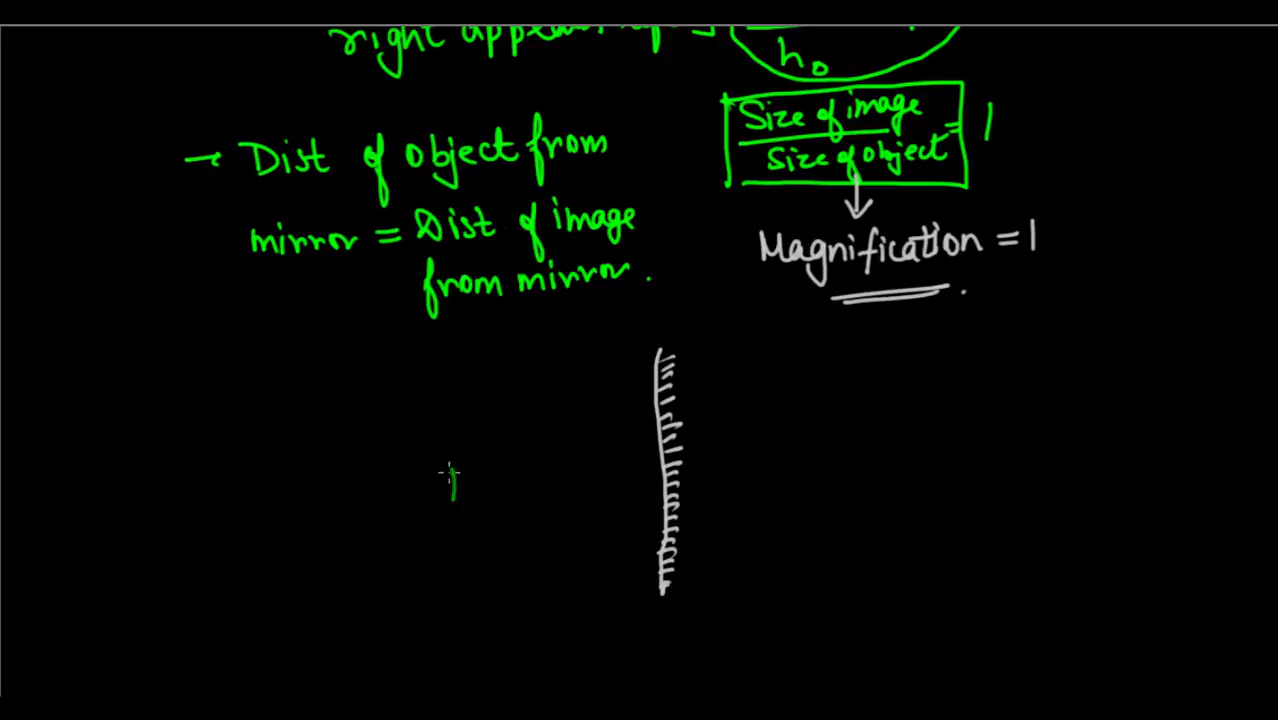 right
h₀
Size of image
Size of object = 1
→ Dist of object from
mirror = Dist of image
from mirror.
Magnification = 1